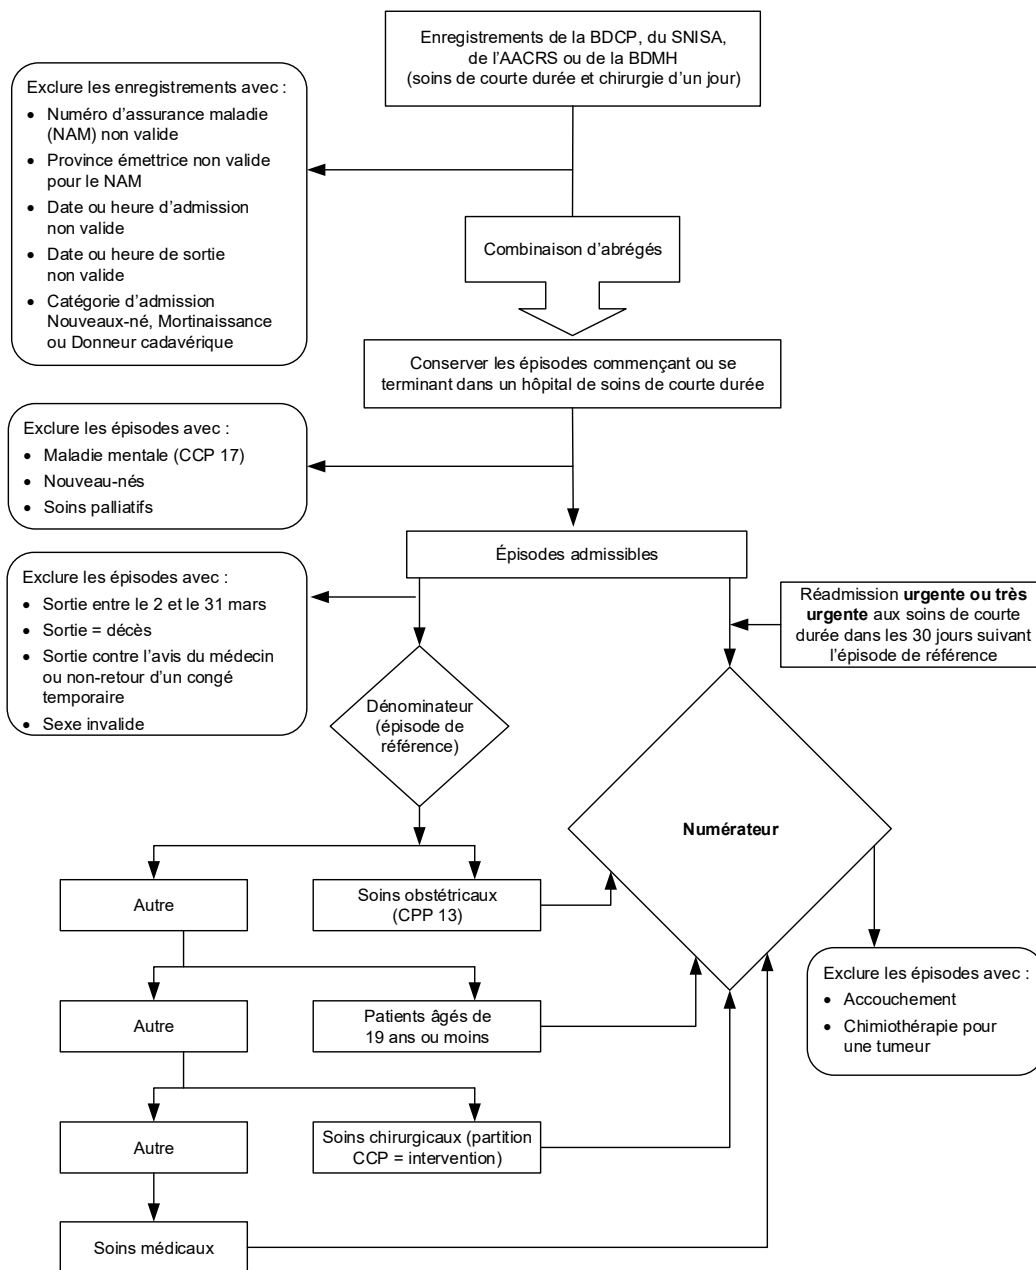 Enregistrements de la BDCP, du SNISA,
de l'AACRS ou de la BDMH
(soins de courte durée et chirurgie d'un jour)
Exclure les enregistrements avec :
• Numéro d'assurance maladie
(NAM) non valide
• Province émettrice non valide
pour le NAM
• Date ou heure d'admission
non valide
• Date ou heure de sortie
non valide
• Catégorie d'admission
Nouveaux-né, Mortinaissance
ou Donneur cadavérique
Combinaison d'abrégés
Conserver les épisodes commençant ou se
terminant dans un hôpital de soins de courte durée
Exclure les épisodes avec :
• Maladie mentale (CCP 17)
• Nouveau-nés
• Soins palliatifs
Épisodes admissibles
Exclure les épisodes avec :
• Sortie entre le 2 et le 31 mars
• Sortie = décès
• Sortie contre l'avis du médecin
ou non-retour d'un congé
temporaire
• Sexe invalide
Réadmission urgente ou très
urgente aux soins de courte
durée dans les 30 jours suivant
l'épisode de référence
Dénominateur
(épisode de
référence)
Numérateur
Autre
Soins obstétricaux
(CPP 13)
Autre
Patients âgés de
19 ans ou moins
Exclure les épisodes avec :
• Accouchement
• Chimiothérapie pour
une tumeur
Autre
Soins chirurgicaux (partition
CCP = intervention)
Soins médicaux